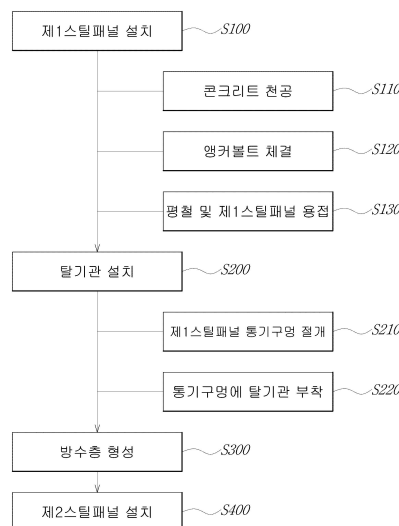 제1스틸패널 설치 S100
콘크리트 천공 S110
앵커볼트 체결 S120
평철 및 제1스틸패널 용접 S130
탈기관 설치 S200
제1스틸패널 통기구멍 절개 S210
통기구멍에 탈기관 부착 S220
방수층 형성 S300
제2스틸패널 설치 S400